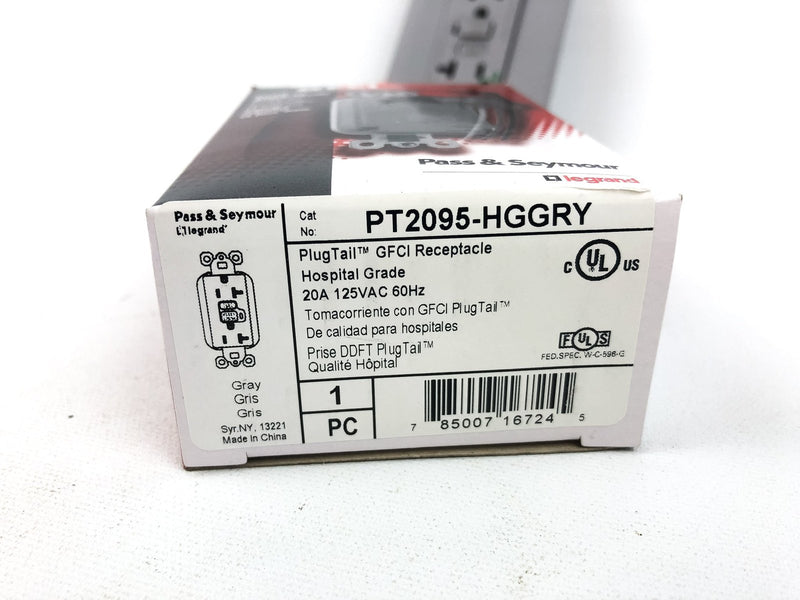 Pass & Seymour
legrand
Pass & Seymour
legrand
Cat
No:
PT2095-HGGRY
PlugTail™ GFCI Receptacle
Hospital Grade
20A 125VAC 60Hz
Tomacorriente con GFCI PlugTail™
De calidad para hospitales
Prise DDFT PlugTail™
Qualité Hôpital
C UL US
F UL S
FED.SPEC. W-C-596-G
Gray
Gris
Gris
Syr.NY, 13221
Made in China
1
PC
7 85007 16724 5